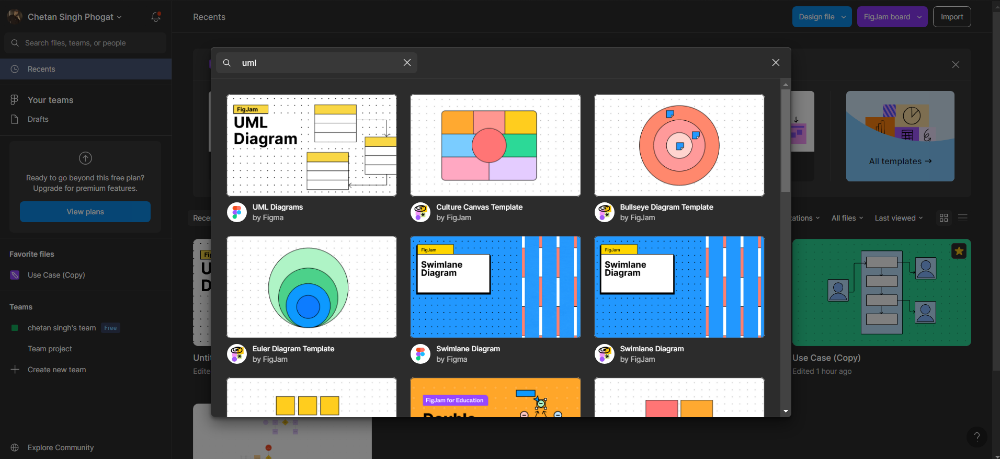 Chetan Singh Phogat
Search files, teams, or people
Recents
Your teams
Drafts
Ready to go beyond this free plan?
Upgrade for premium features.
View plans
Favorite files
Use Case (Copy)
Teams
chetan singh's team Free
Team project
Create new team
Explore Community
Recents
Design file
FigJam board
Import
uml
FigJam
UML
Diagram
UML Diagrams
by Figma
Culture Canvas Template
by FigJam
Bullseye Diagram Template
by FigJam
Euler Diagram Template
by FigJam
FigJam
Swimlane
Diagram
Swimlane Diagram
by Figma
FigJam
Swimlane
Diagram
Swimlane Diagram
by FigJam
FigJam for Education
Double
All templates →
All files
Last viewed
Use Case (Copy)
Edited 1 hour ago
?